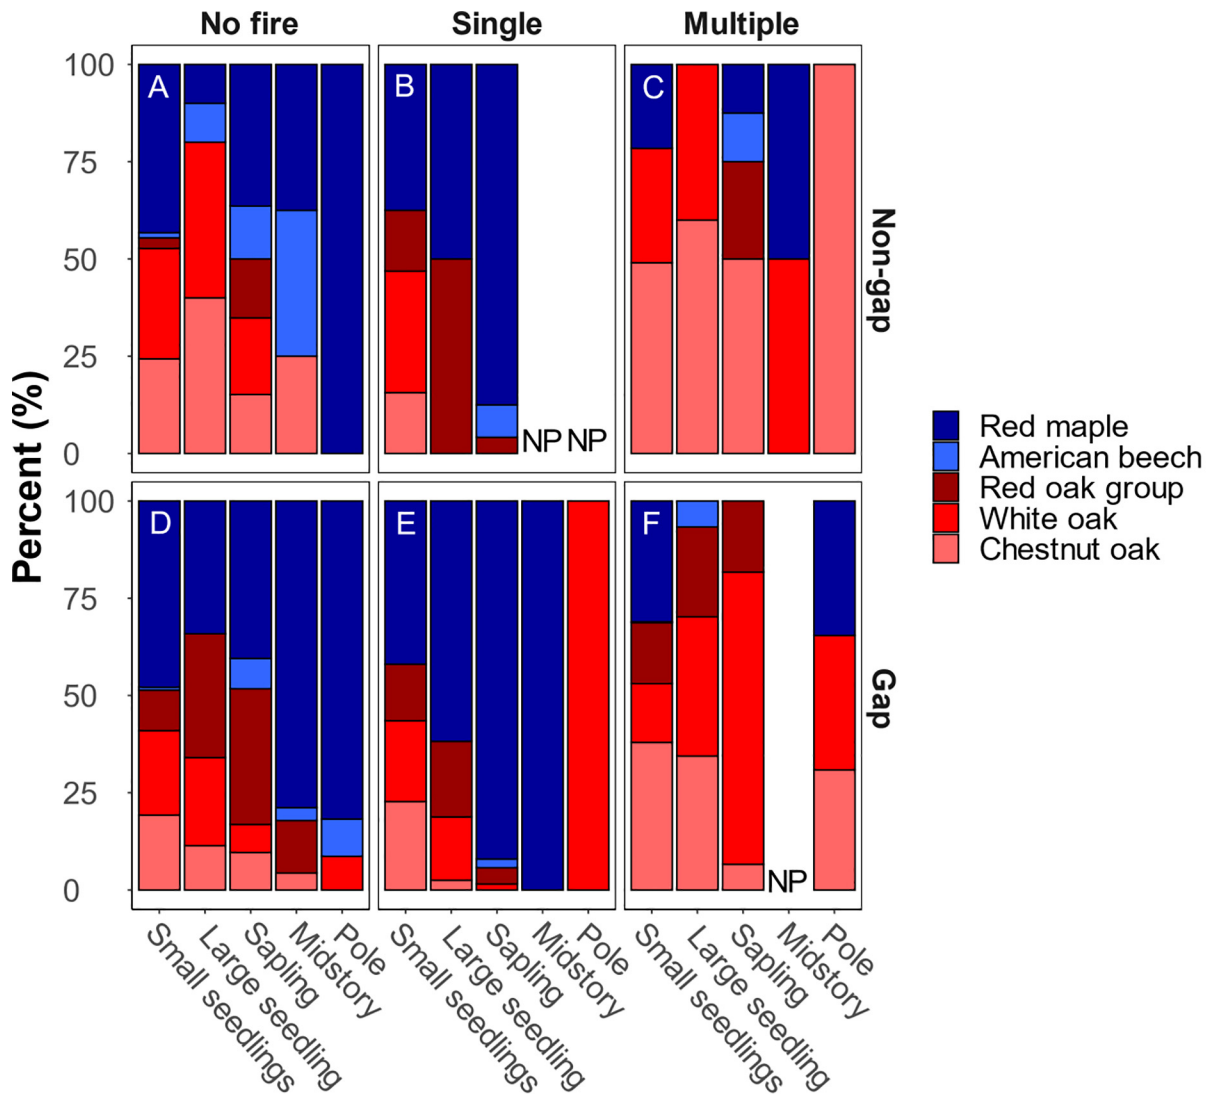 No fire
Single
Multiple
Percent (%)
100
75
50
25
0
A
B
NP NP
C
Non-gap
100
75
50
25
0
D
E
F
NP
Gap
Small seedlings
Large seedling
Sapling
Midstory
Pole
Small seedlings
Large seedling
Sapling
Midstory
Pole
Small seedlings
Large seedling
Sapling
Midstory
Pole
Red maple
American beech
Red oak group
White oak
Chestnut oak